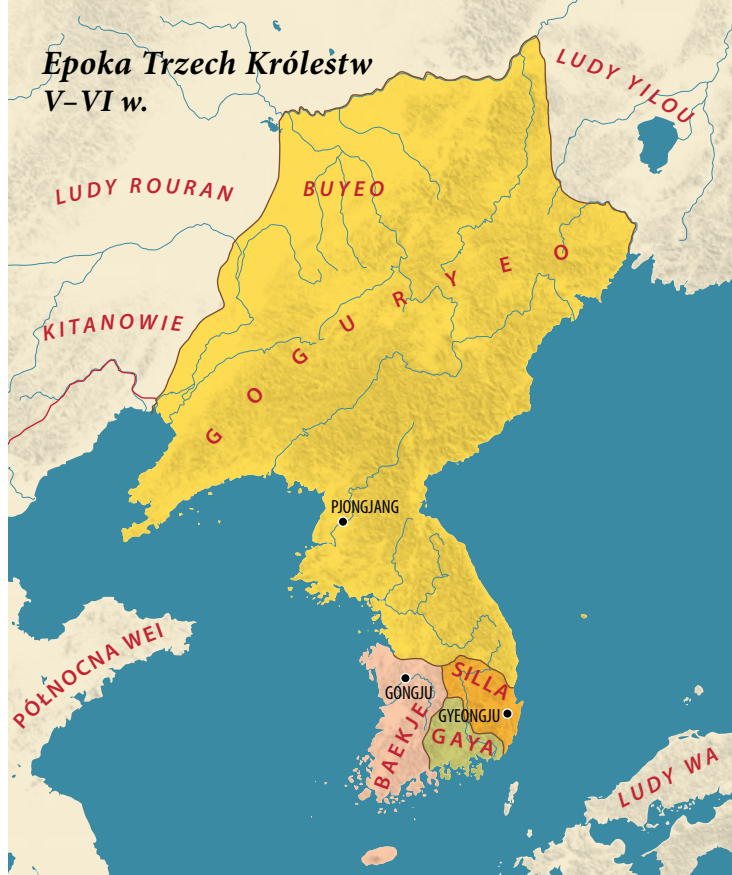 Epoka Trzech Królestw
V–VI w.
LUDY YILOU
LUDY ROURAN
BUYEO
GOGURYEO
KITANOWIE
PJONGJANG
PÓŁNOCNA WEI
SILLA
GONGJU
GYEONGJU
BAEKJE
GAYA
LUDY WA